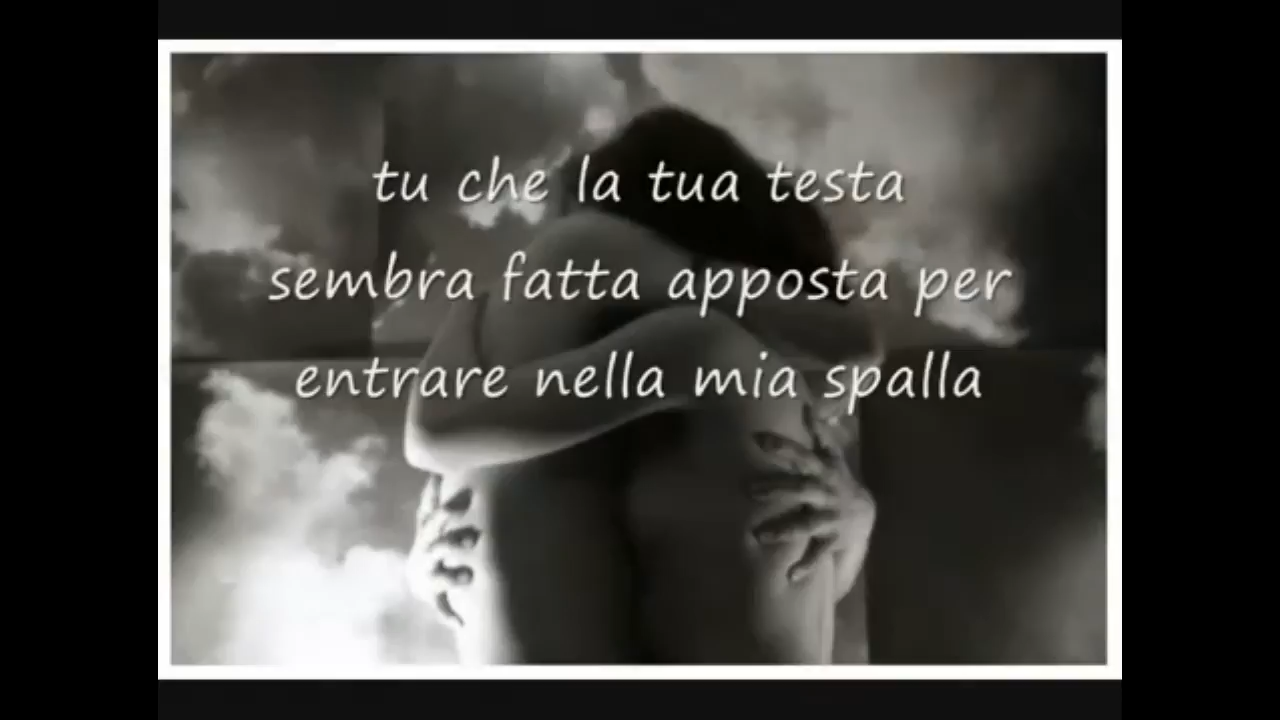 tu che la tua testa
sembra fatta apposta per
entrare nella mia spalla